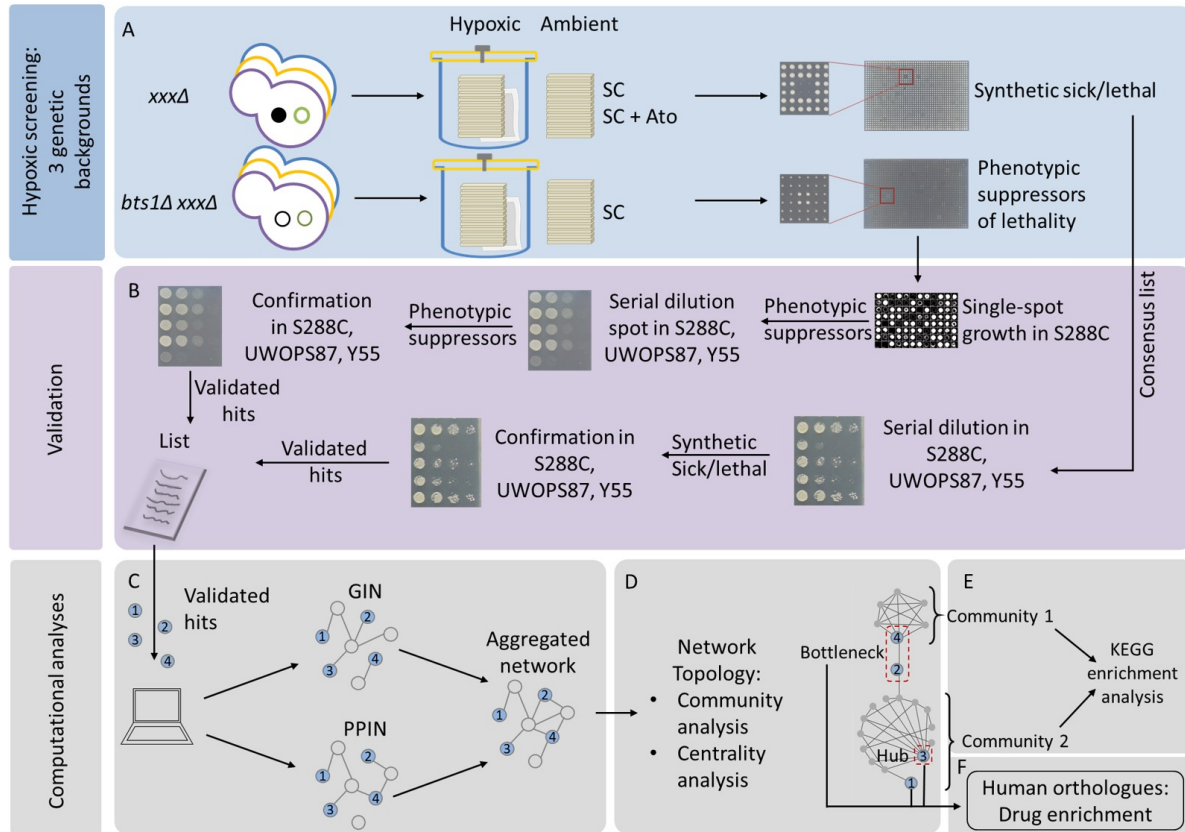 Hypoxic screening:
3 genetic
backgrounds
A
Hypoxic
Ambient
xxxΔ
SC
SC + Ato
Synthetic sick/lethal
bts1Δ xxxΔ
SC
Phenotypic
suppressors
of lethality
Consensus list
Validation
B
Single-spot
growth in S288C
Phenotypic
suppressors
Serial dilution
spot in S288C,
UWOPS87, Y55
Phenotypic
suppressors
Confirmation
in S288C,
UWOPS87, Y55
Validated
hits
List
Serial dilution in
S288C,
UWOPS87, Y55
Synthetic
Sick/lethal
Confirmation in
S288C,
UWOPS87, Y55
Validated
hits
Computational analyses
C
Validated
hits
1
2
3
4
GIN
1
2
3
4
PPIN
1
2
3
4
Aggregated
network
1
2
3
4
D
Network
Topology:
• Community
analysis
• Centrality
analysis
Bottleneck
4
2
Hub
3
1
E
Community 1
Community 2
KEGG
enrichment
analysis
F
Human orthologues:
Drug enrichment